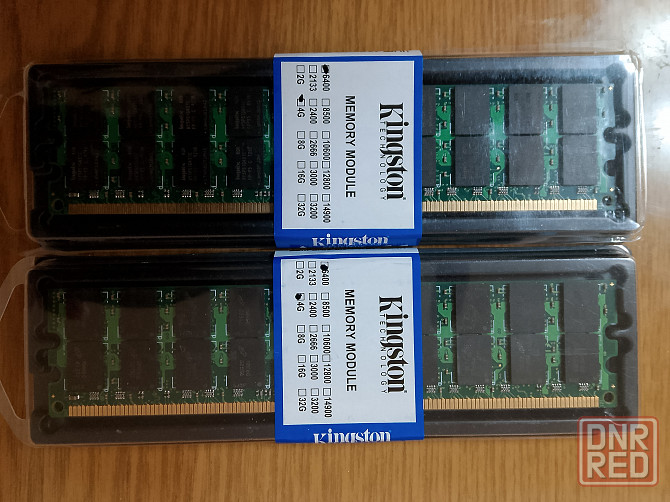 Kingston
TECHNOLOGY
MEMORY MODULE
6400 8500 10600 12800 14900
2133 2400 2666 3000 3200
2G 4G 8G 16G 32G
Kingston
Kingston
TECHNOLOGY
MEMORY MODULE
6400 8500 10600 12800 14900
2133 2400 2666 3000 3200
2G 4G 8G 16G 32G
Kingston
DNR
RED